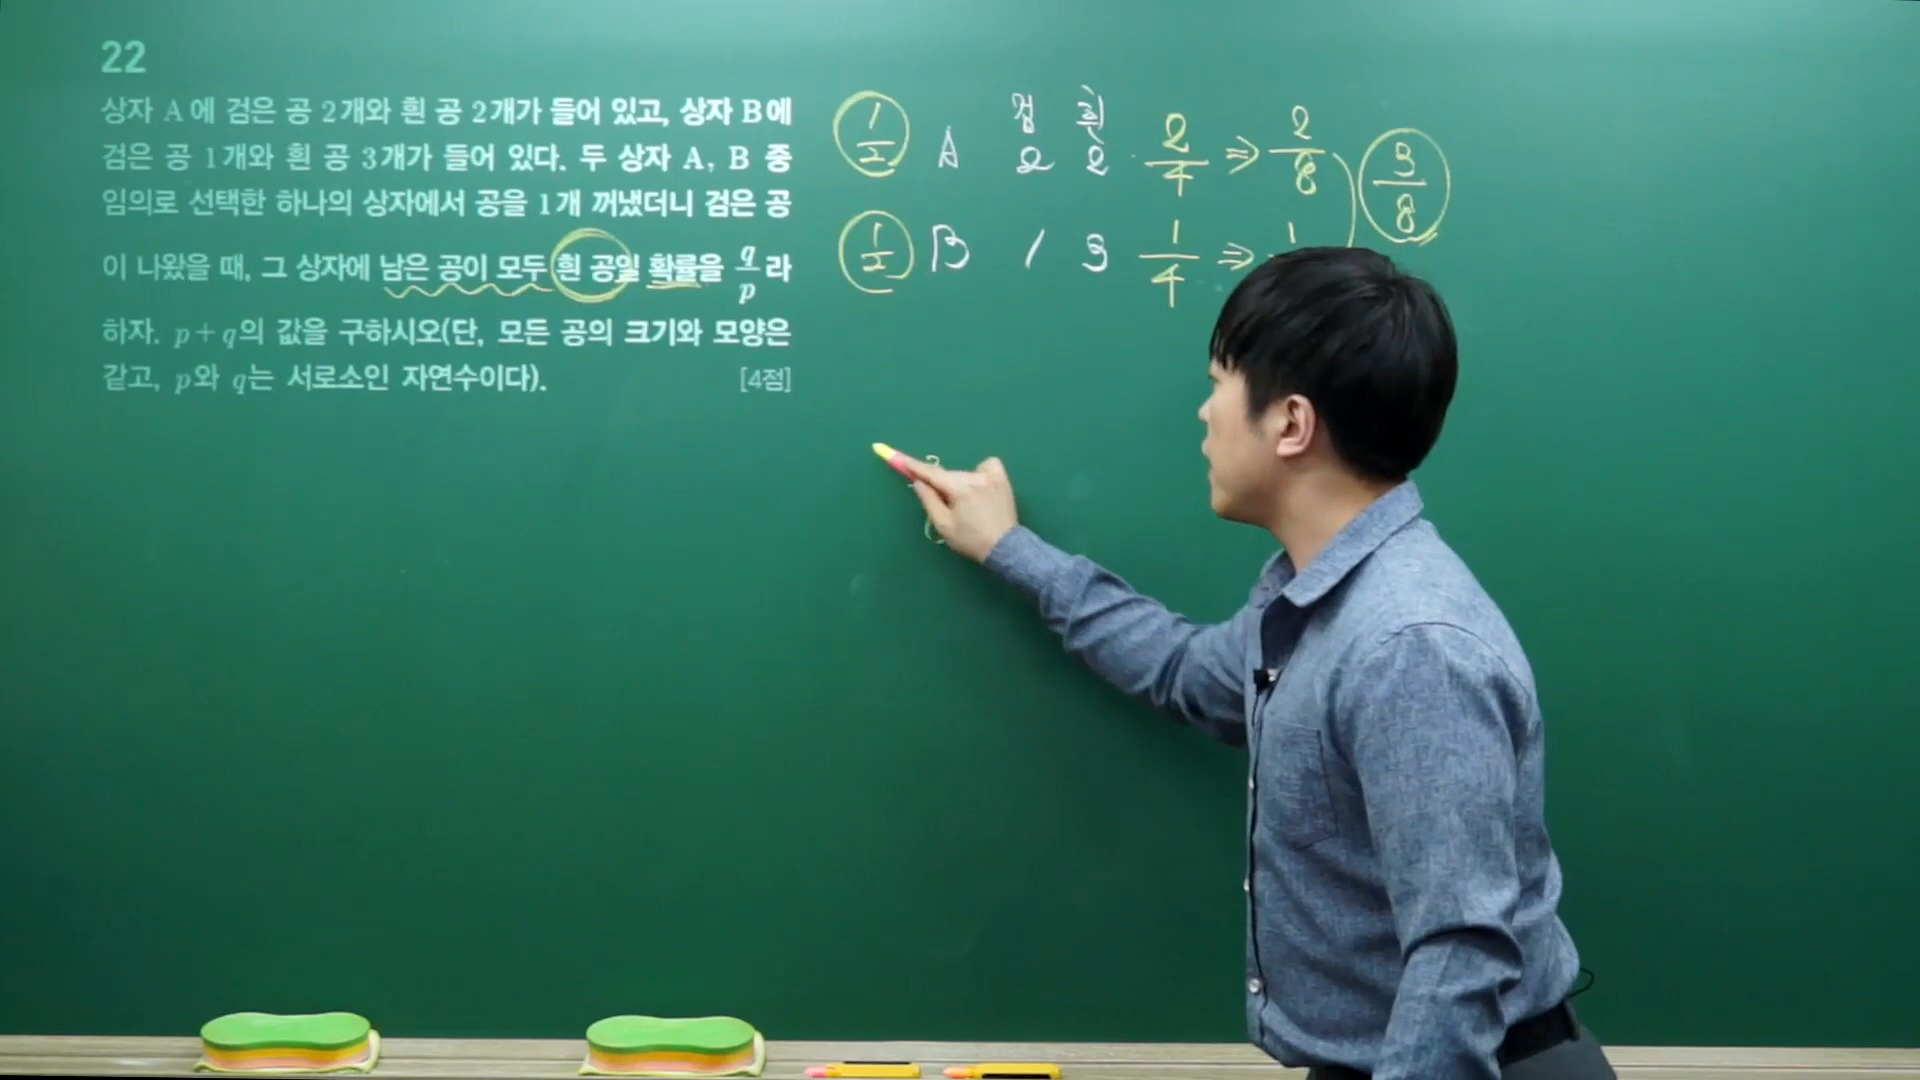 22
상자 A에 검은 공 2개와 흰 공 2개가 들어 있고, 상자 B에
검은 공 1개와 흰 공 3개가 들어 있다. 두 상자 A, B 중
임의로 선택한 하나의 상자에서 공을 1개 꺼냈더니 검은 공
이 나왔을 때, 그 상자에 남은 공이 모두 흰 공일 확률을 q/p라
하자. p+q의 값을 구하시오(단, 모든 공의 크기와 모양은
같고, p와 q는 서로소인 자연수이다). [4점]
검 흰
1/2 A 2 2 2/4 ⇒ 2/8 3/8
1/2 B 1 3 1/4 ⇒ 1